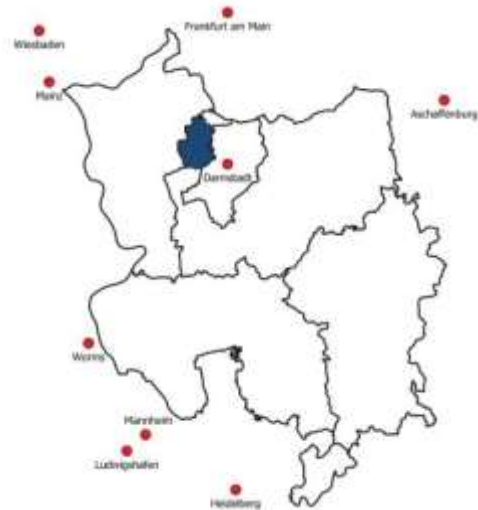 Frankfurt am Main
Wiesbaden
Mainz
Aschaffenburg
Darmstadt
Worms
Mannheim
Ludwigshafen
Heidelberg